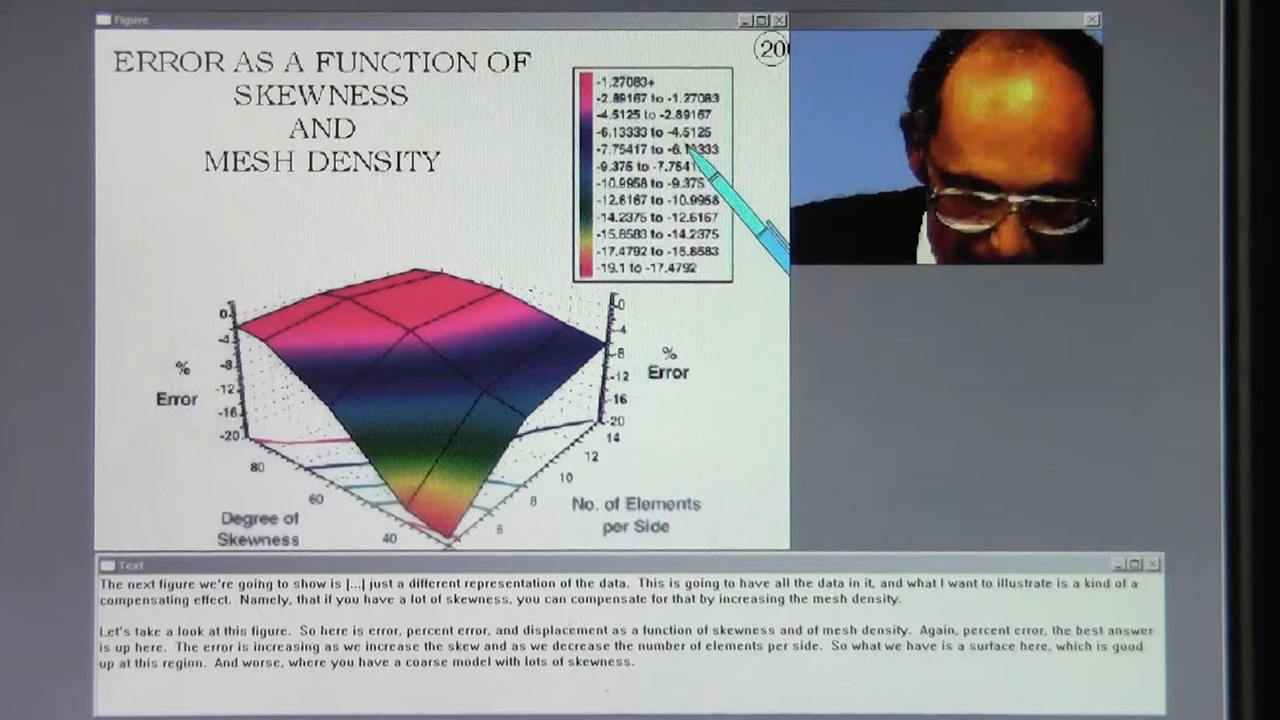 Figure
20
ERROR AS A FUNCTION OF
SKEWNESS
AND
MESH DENSITY
-1.27083+
-2.89167 to -1.27083
-4.5125 to -2.89167
-6.13333 to -4.5125
-7.75417 to -6.13333
-9.375 to -7.7541
-10.9958 to -9.375
-12.6167 to -10.9958
-14.2375 to -12.6167
-15.8583 to -14.2375
-17.4792 to -15.8583
-19.1 to -17.4792
0
-4
-8
-12
-16
-20
%
Error
0
-4
-8
-12
-16
-20
%
Error
80
60
40
Degree of
Skewness
14
12
10
8
6
No. of Elements
per Side
Text
The next figure we're going to show is [...] just a different representation of the data. This is going to have all the data in it, and what I want to illustrate is a kind of a
compensating effect. Namely, that if you have a lot of skewness, you can compensate for that by increasing the mesh density.
Let's take a look at this figure. So here is error, percent error, and displacement as a function of skewness and of mesh density. Again, percent error, the best answer
is up here. The error is increasing as we increase the skew and as we decrease the number of elements per side. So what we have is a surface here, which is good
up at this region. And worse, where you have a coarse model with lots of skewness.